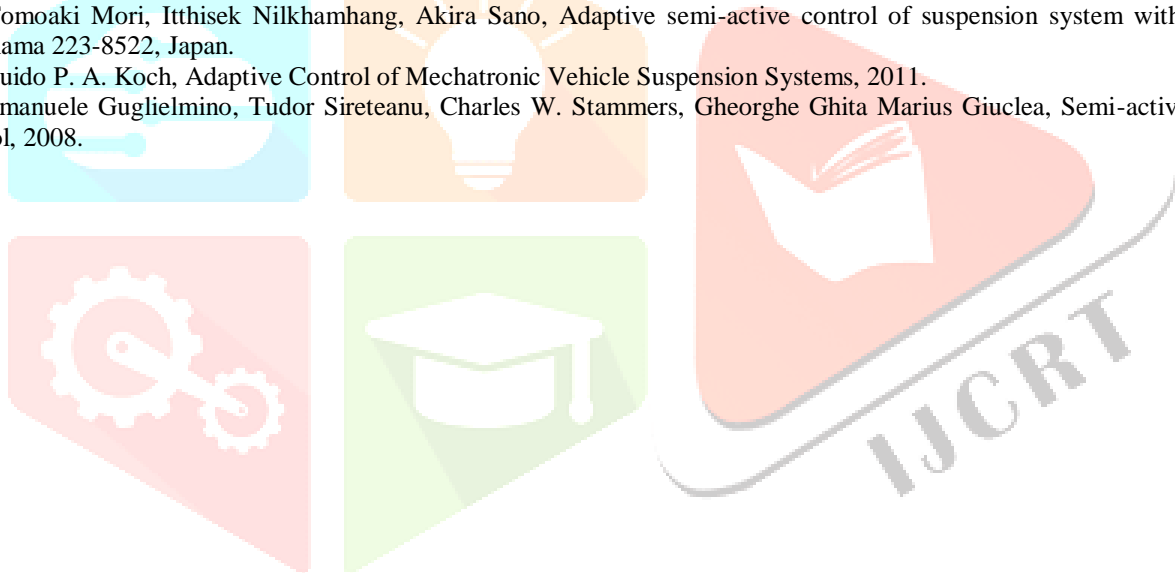 omoaki Mori, Itthisek Nilkhamhang, Akira Sano, Adaptive semi-active control of suspension system with
ama 223-8522, Japan.
uido P. A. Koch, Adaptive Control of Mechatronic Vehicle Suspension Systems, 2011.
manuele Guglielmino, Tudor Sireteanu, Charles W. Stammers, Gheorghe Ghita Marius Giuclea, Semi-activ
l, 2008.
IJCRT